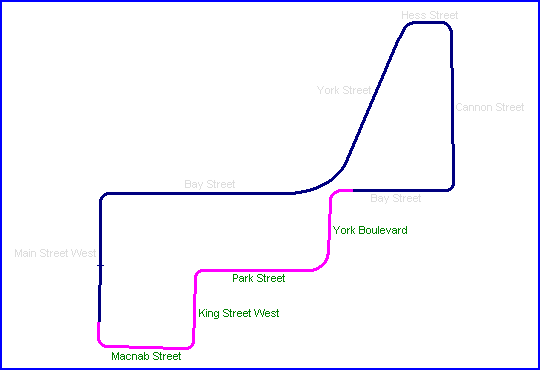 Hess Street
York Street
Cannon Street
Bay Street
Bay Street
York Boulevard
Main Street West
Park Street
King Street West
Macnab Street